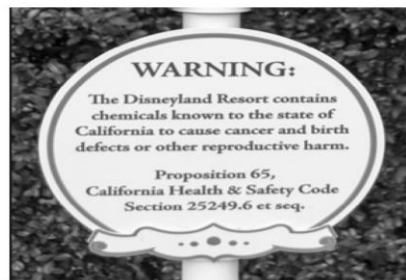 WARNING:
The Disneyland Resort contains
chemicals known to the state of
California to cause cancer and birth
defects or other reproductive harm.
Proposition 65,
California Health & Safety Code
Section 25249.6 et seq.